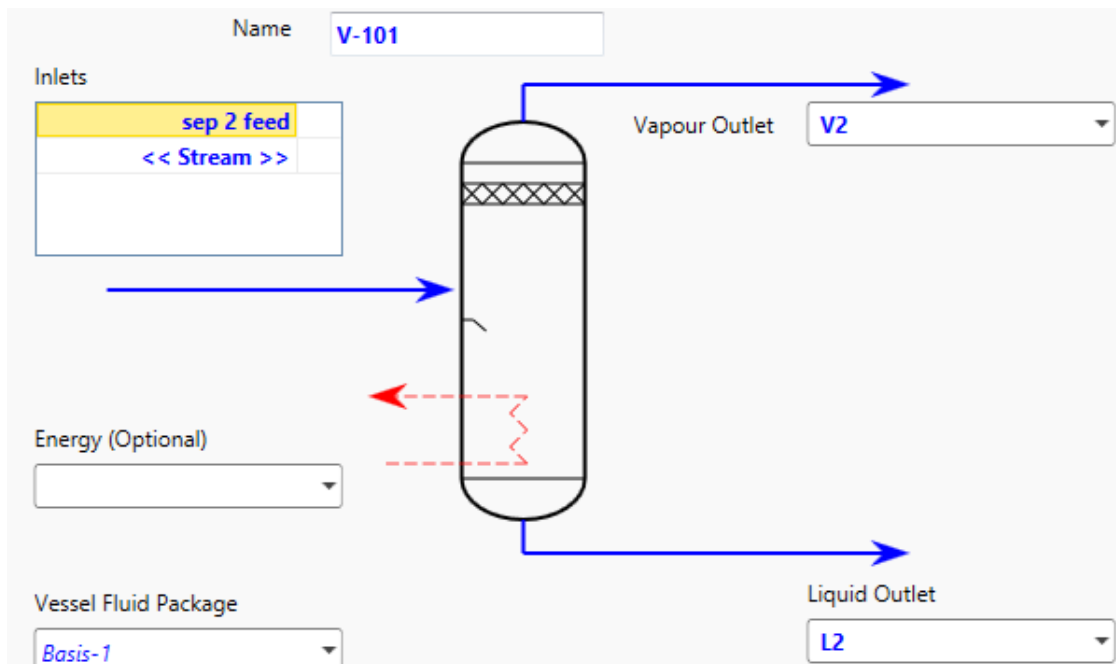 Name
V-101
Inlets
sep 2 feed
<< Stream >>
Vapour Outlet
V2
Energy (Optional)
Vessel Fluid Package
Basis-1
Liquid Outlet
L2